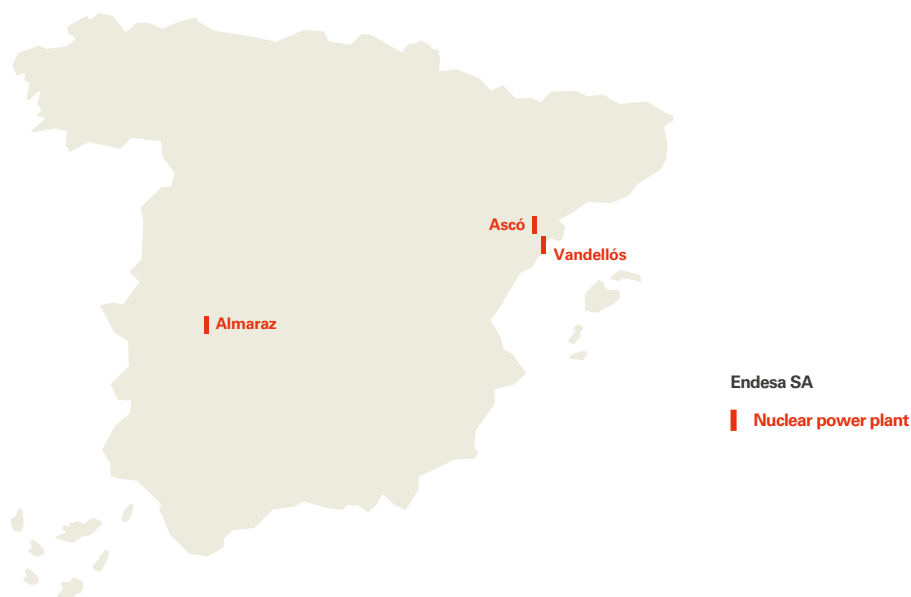 Ascó
Vandellós
Almaraz
Endesa SA
Nuclear power plant